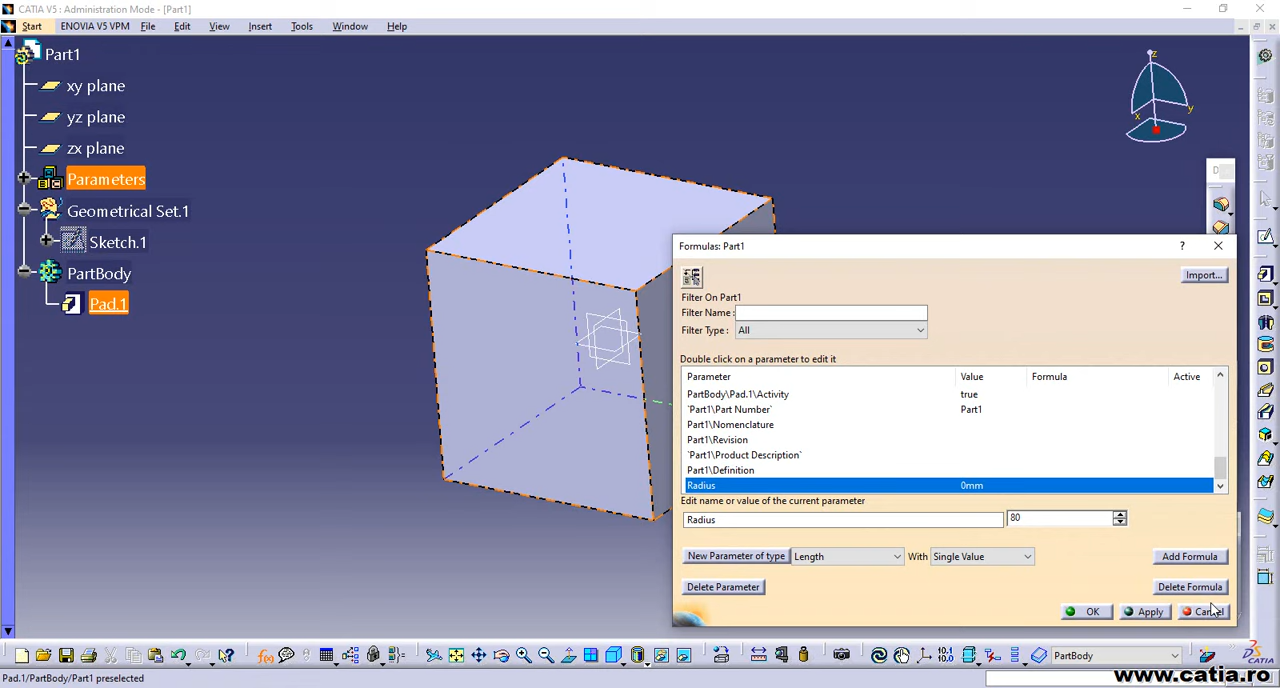 CATIA V5 : Administration Mode - [Part1]
Start ENOVIA V5 VPM File Edit View Insert Tools Window Help
Part1
xy plane
yz plane
zx plane
Parameters
Geometrical Set.1
Sketch.1
PartBody
Pad.1
z
x
y
D
Formulas: Part1
?
Import...
Filter On Part1
Filter Name :
Filter Type : All
Double click on a parameter to edit it
Parameter Value Formula Active
PartBody\Pad.1\Activity true
`Part1\Part Number` Part1
Part1\Nomenclature
Part1\Revision
`Part1\Product Description`
Part1\Definition
Radius 0mm
Edit name or value of the current parameter
Radius 80
New Parameter of type Length With Single Value Add Formula
Delete Parameter Delete Formula
OK Apply Cancel
f(x) 10.1 PartBody CATIA
Pad.1/PartBody/Part1 preselected
www.catia.ro